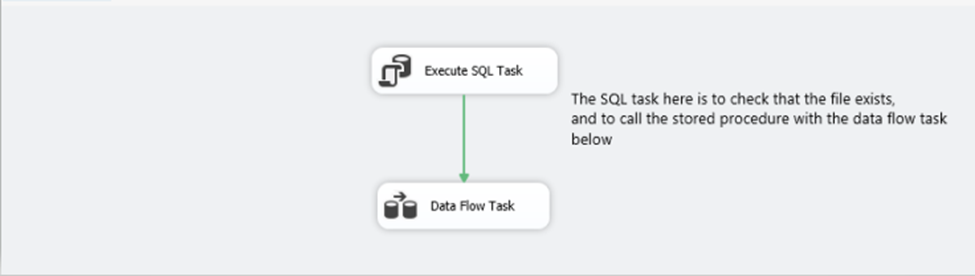 Execute SQL Task
The SQL task here is to check that the file exists,
and to call the stored procedure with the data flow task
below
Data Flow Task